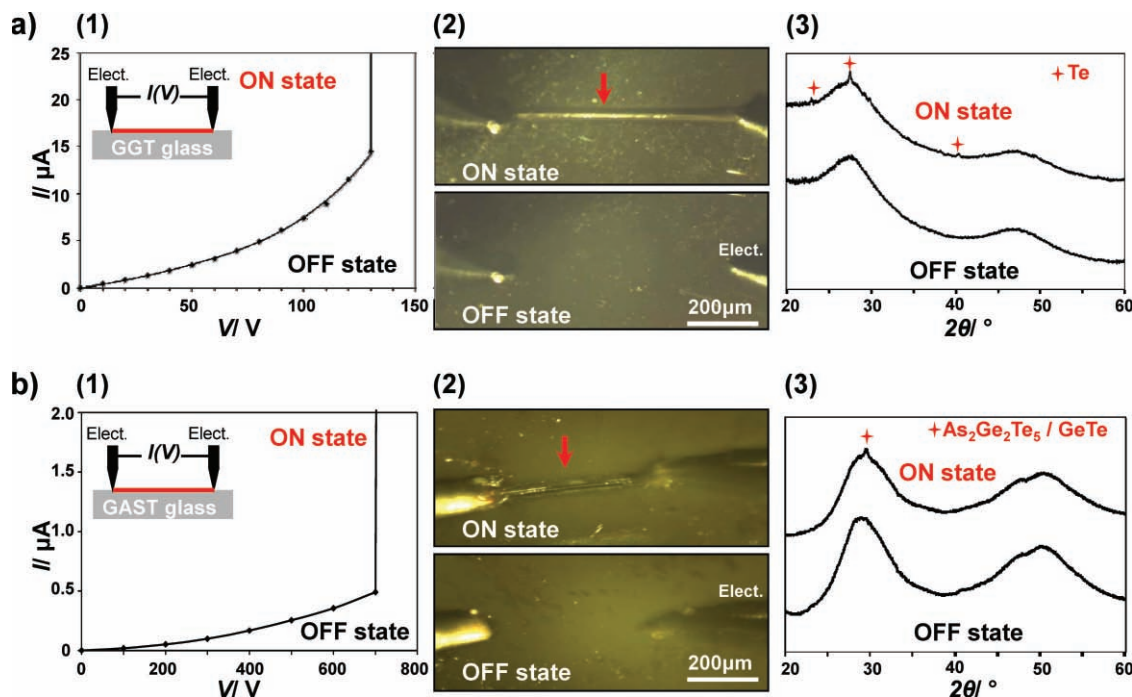 a) (1) (2) (3)
25
20
15
10
5
0
I/ µA
0 50 100 150
V/ V
Elect. Elect.
I(V)
GGT glass
ON state
OFF state
ON state
Elect.
OFF state
200µm
Te
ON state
OFF state
20 30 40 50 60
2θ/ °
b) (1) (2) (3)
2.0
1.5
1.0
0.5
0
I/ µA
0 200 400 600 800
V/ V
Elect. Elect.
I(V)
GAST glass
ON state
OFF state
ON state
Elect.
OFF state
200µm
As₂Ge₂Te₅ / GeTe
ON state
OFF state
20 30 40 50 60
2θ/ °